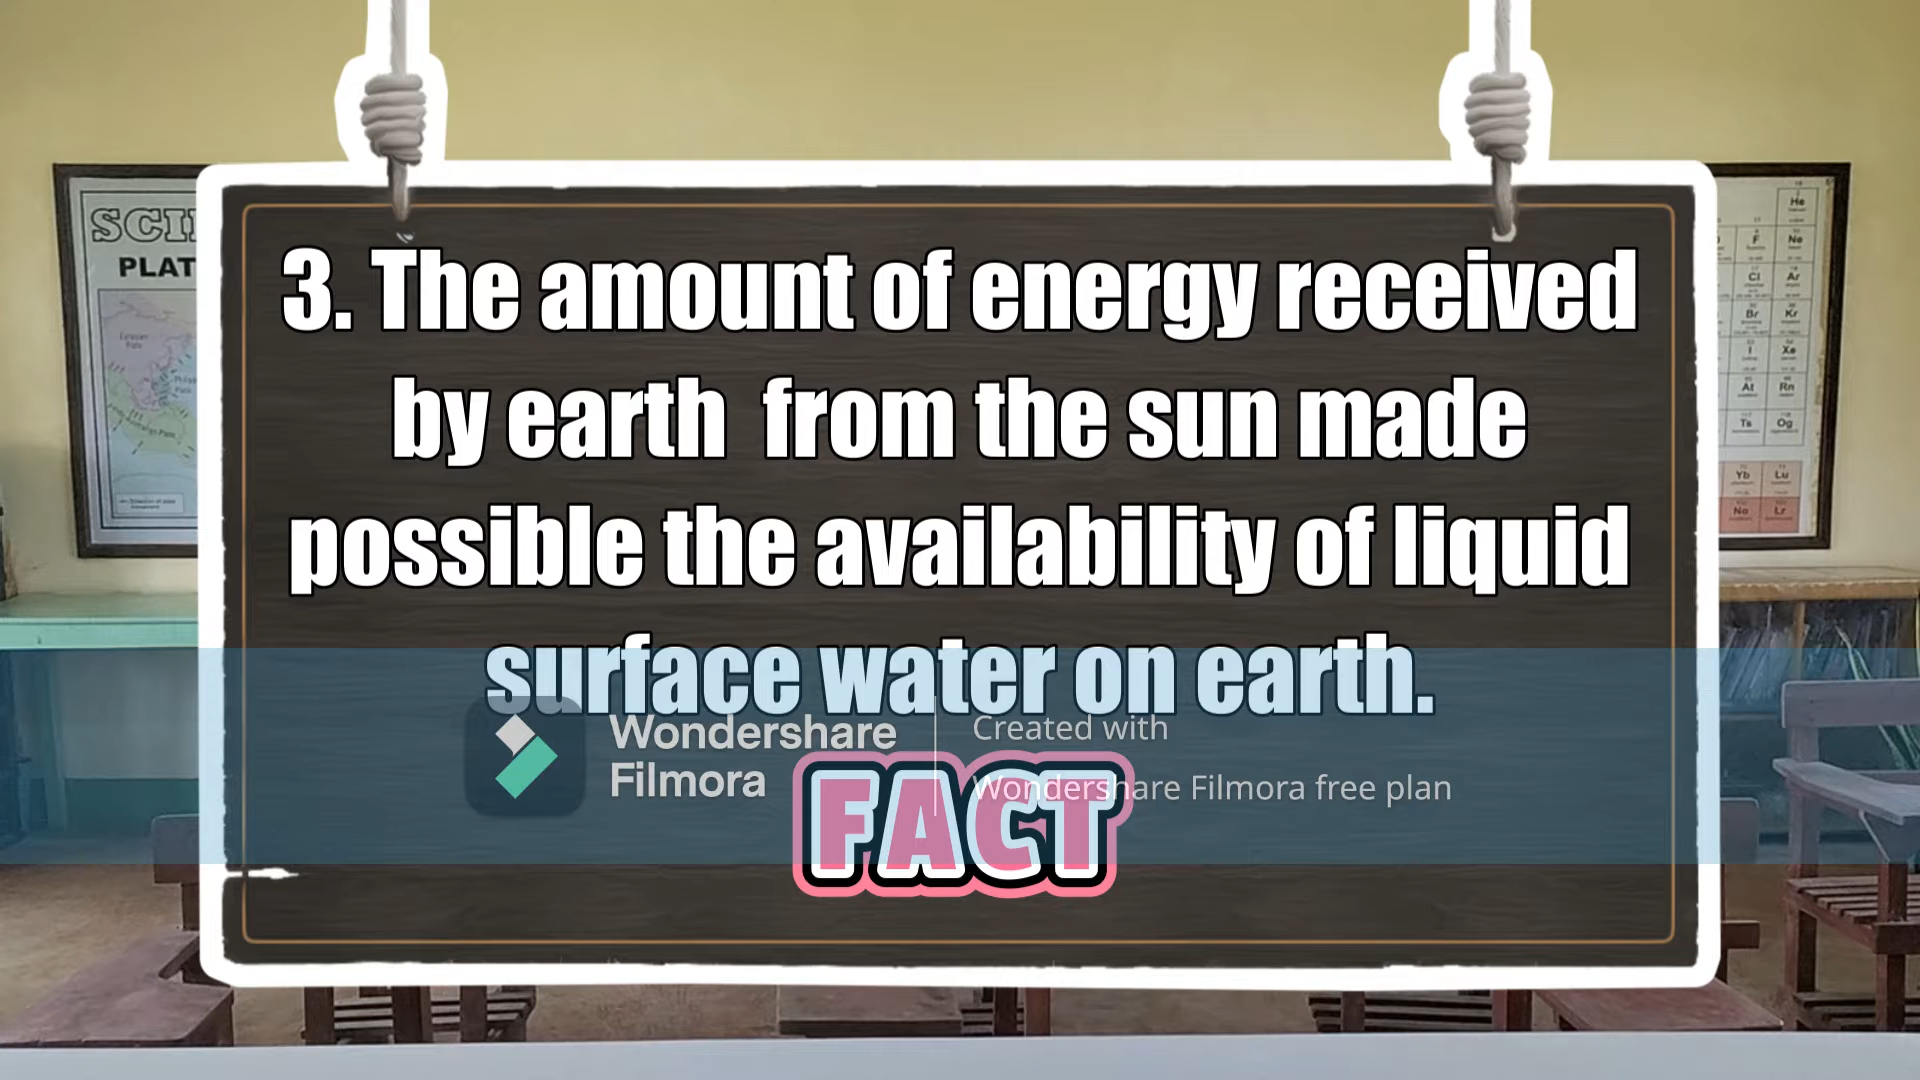 SCI
PLAT
3. The amount of energy received
by earth from the sun made
possible the availability of liquid
surface water on earth.
Wondershare
Filmora
Created with
Wondershare Filmora free plan
FACT
He
F
Ne
Cl
Ar
Br
Kr
I
Xe
At
Rn
Ts
Og
Yb
Lu
No
Lr